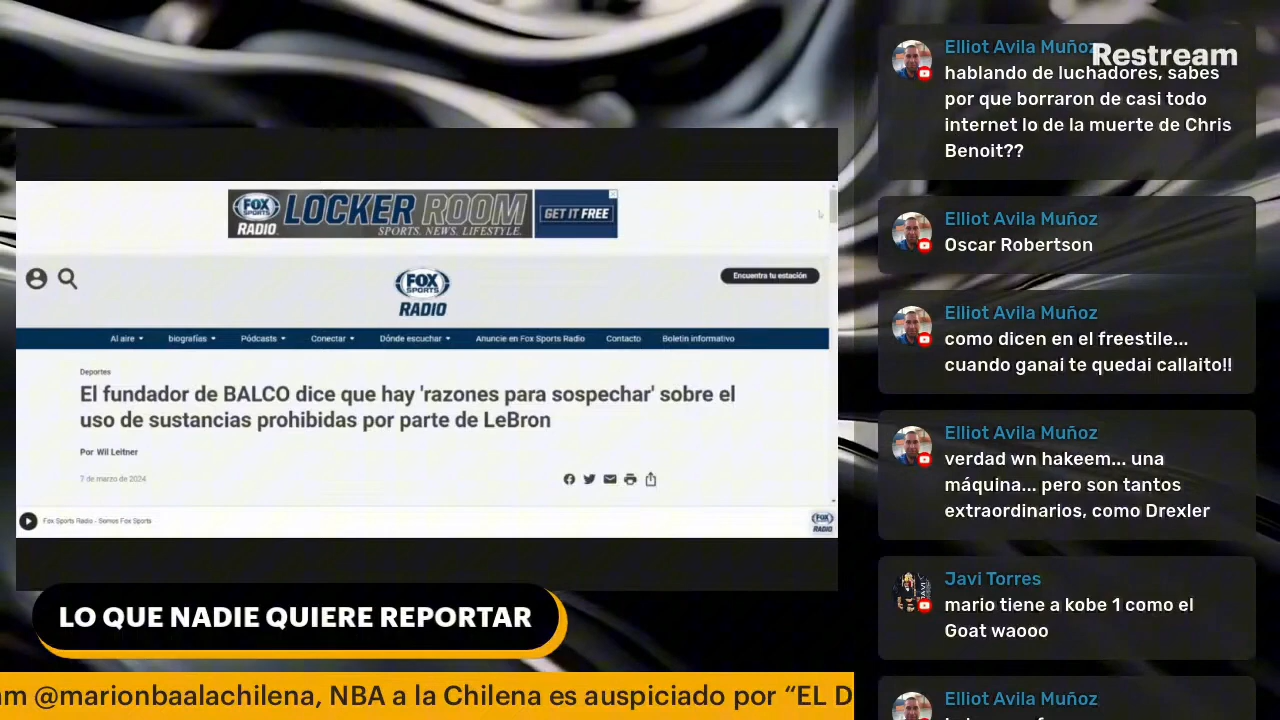 FOX
SPORTS
RADIO
LOCKER ROOM
SPORTS. NEWS. LIFESTYLE.
GET IT FREE
FOX
SPORTS
RADIO
Encuentra tu estación
Al aire
biografías
Pódcasts
Conectar
Dónde escuchar
Anuncie en Fox Sports Radio
Contacto
Boletin informativo
Deportes
El fundador de BALCO dice que hay 'razones para sospechar' sobre el
uso de sustancias prohibidas por parte de LeBron
Por Wil Leitner
7 de marzo de 2024
Fox Sports Radio - Somos Fox Sports
FOX
SPORTS
RADIO
LO QUE NADIE QUIERE REPORTAR
am @marionbaalachilena, NBA a la Chilena es auspiciado por “EL D
Restream
Elliot Avila Muñoz
hablando de luchadores, sabes
por que borraron de casi todo
internet lo de la muerte de Chris
Benoit??
Elliot Avila Muñoz
Oscar Robertson
Elliot Avila Muñoz
como dicen en el freestile...
cuando ganai te quedai callaito!!
Elliot Avila Muñoz
verdad wn hakeem... una
máquina... pero son tantos
extraordinarios, como Drexler
Javi Torres
mario tiene a kobe 1 como el
Goat waooo
Elliot Avila Muñoz